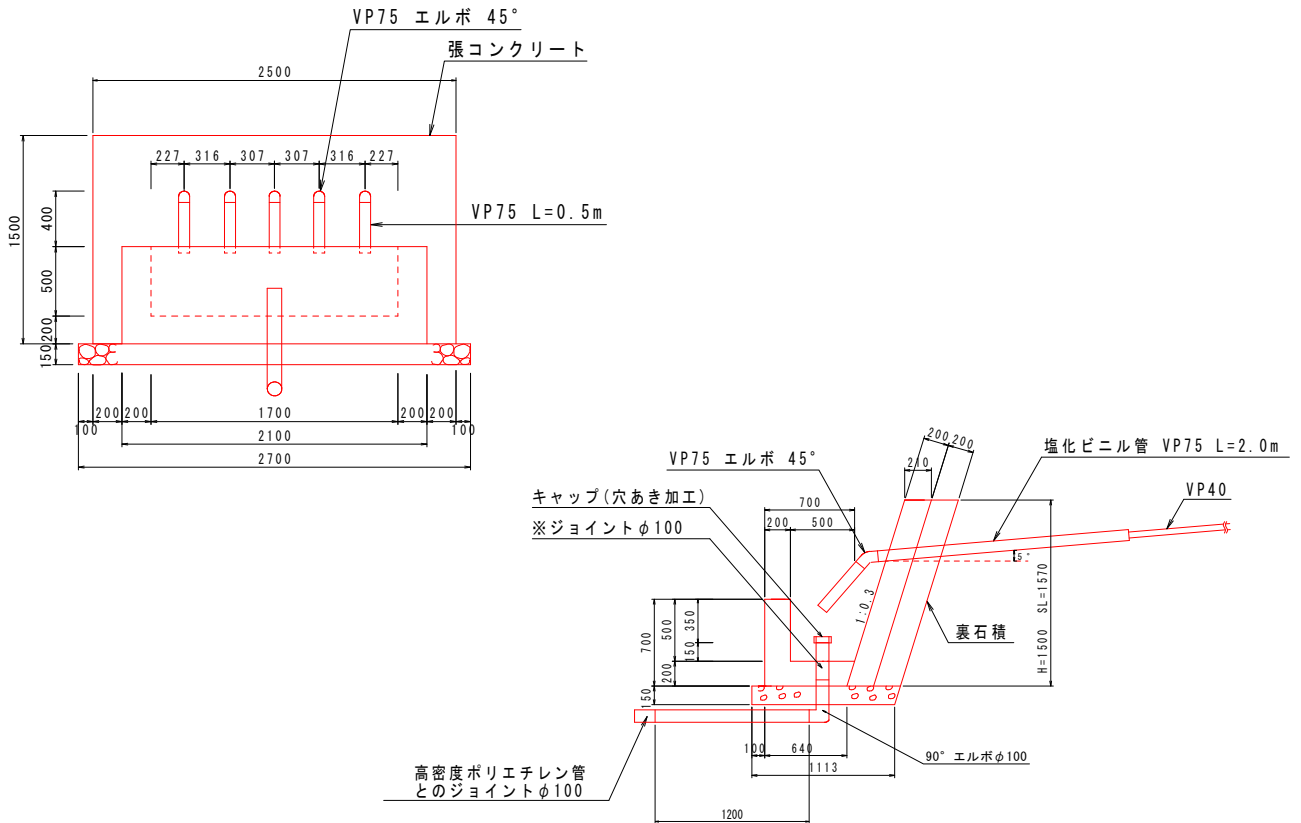 VP75 エルボ 45°
張コンクリート
2500
227 316 307 307 316 227
1500
400
500
200
150
VP75 L=0.5m
200 200 1700 200 200
100 100
2100
2700
VP75 エルボ 45°
キャップ(穴あき加工)
※ジョイントφ100
700
200 500
200 200
210
塩化ビニル管 VP75 L=2.0m
VP40
5°
1:0.3
裏石積
H=1500 SL=1570
700
500
350
150
200
150
100 640
1113
90° エルボφ100
高密度ポリエチレン管
とのジョイントφ100
1200